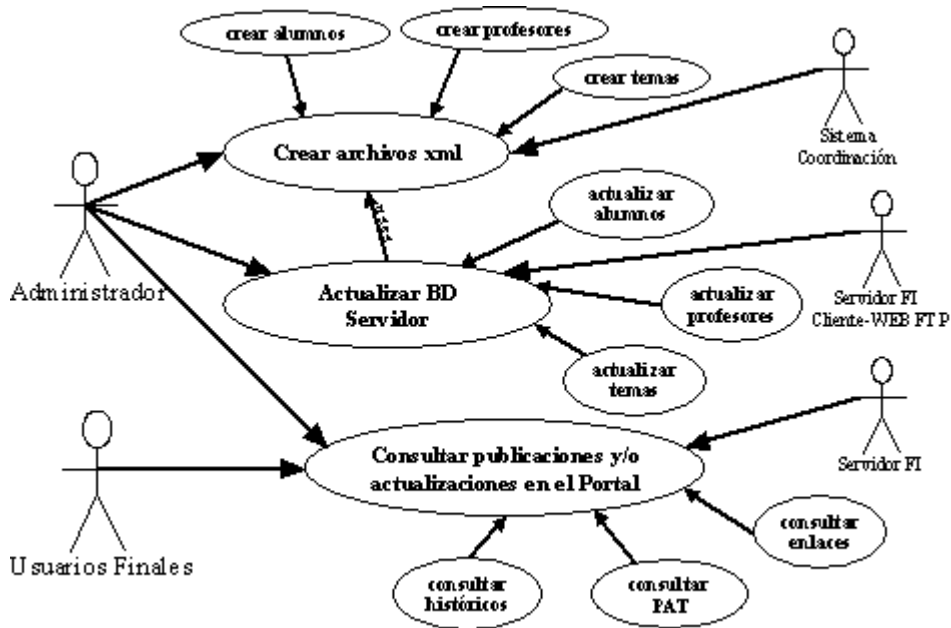 crear alumnos
crear profesores
crear temas
Crear archivos xml
Sistema
Coordinación
Administrador
actualizar
alumnos
Actualizar BD
Servidor
actualizar
profesores
Servidor FI
Cliente-WEB FTP
actualizar
temas
Consultar publicaciones y/o
actualizaciones en el Portal
Servidor FI
Usuarios Finales
consultar
enlaces
consultar
históricos
consultar
PAT